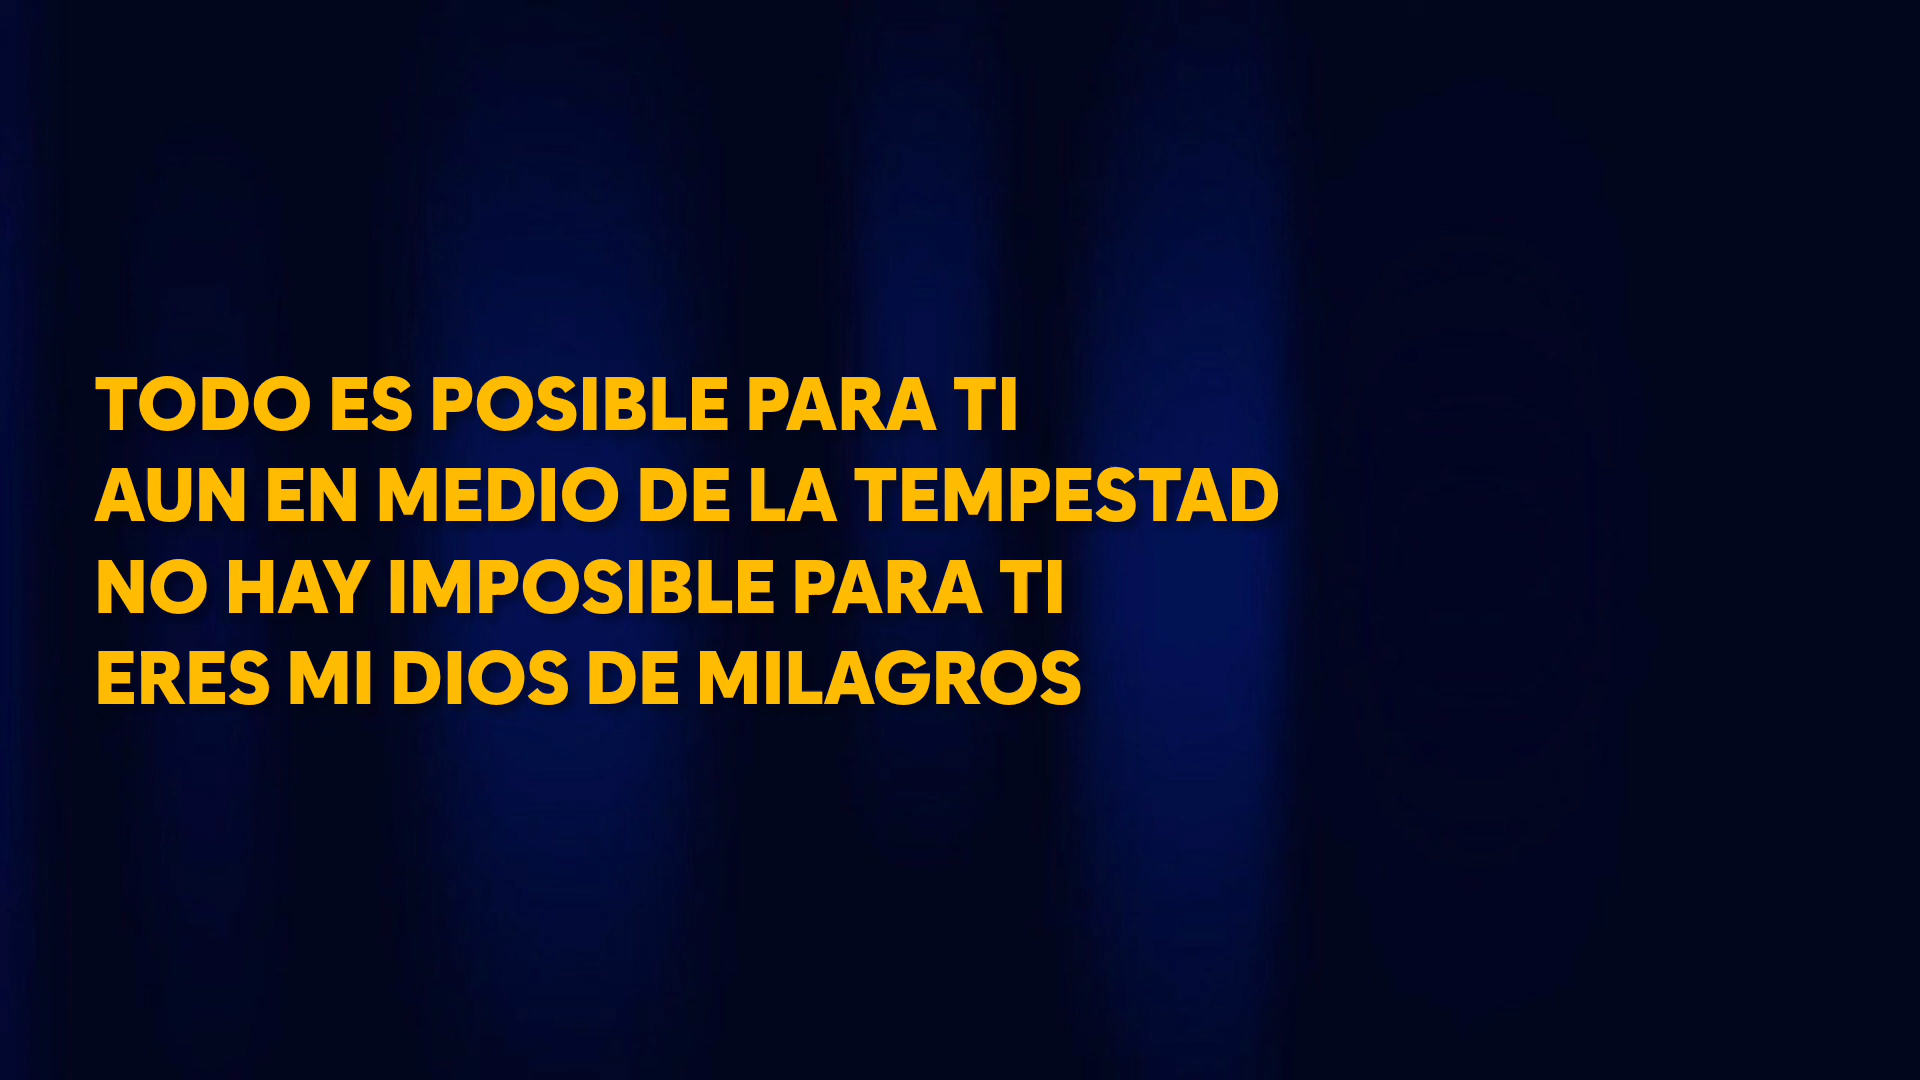 TODO ES POSIBLE PARA TI
AUN EN MEDIO DE LA TEMPESTAD
NO HAY IMPOSIBLE PARA TI
ERES MI DIOS DE MILAGROS